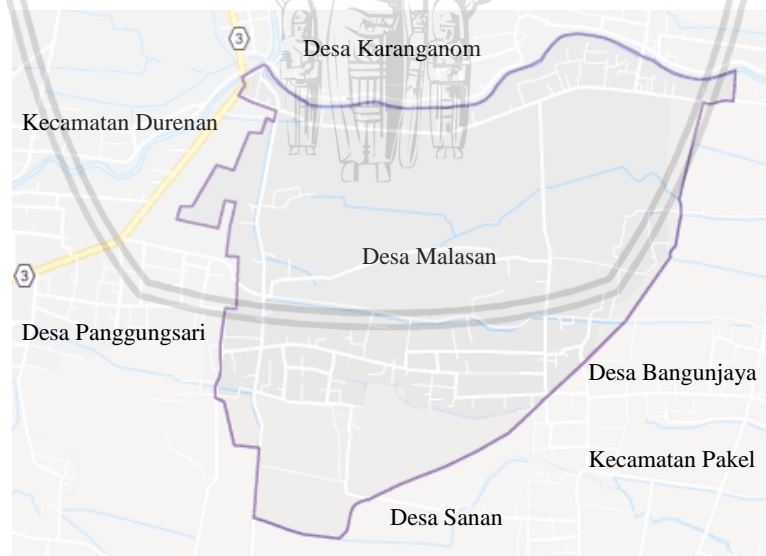 3
Desa Karanganom
Kecamatan Durenan
Desa Malasan
3
Desa Panggungsari
Desa Bangunjaya
Kecamatan Pakel
Desa Sanan